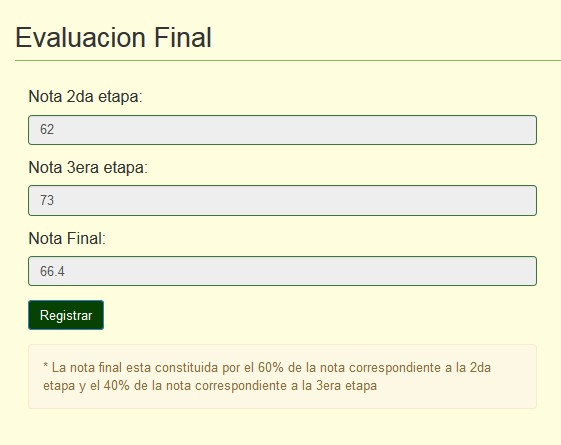 Evaluacion Final
Nota 2da etapa:
62
Nota 3era etapa:
73
Nota Final:
66.4
Registrar
* La nota final esta constituida por el 60% de la nota correspondiente a la 2da
etapa y el 40% de la nota correspondiente a la 3era etapa